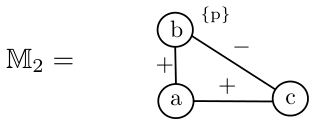 {p}
b
−
𝕄₂ =
+
+
a
c